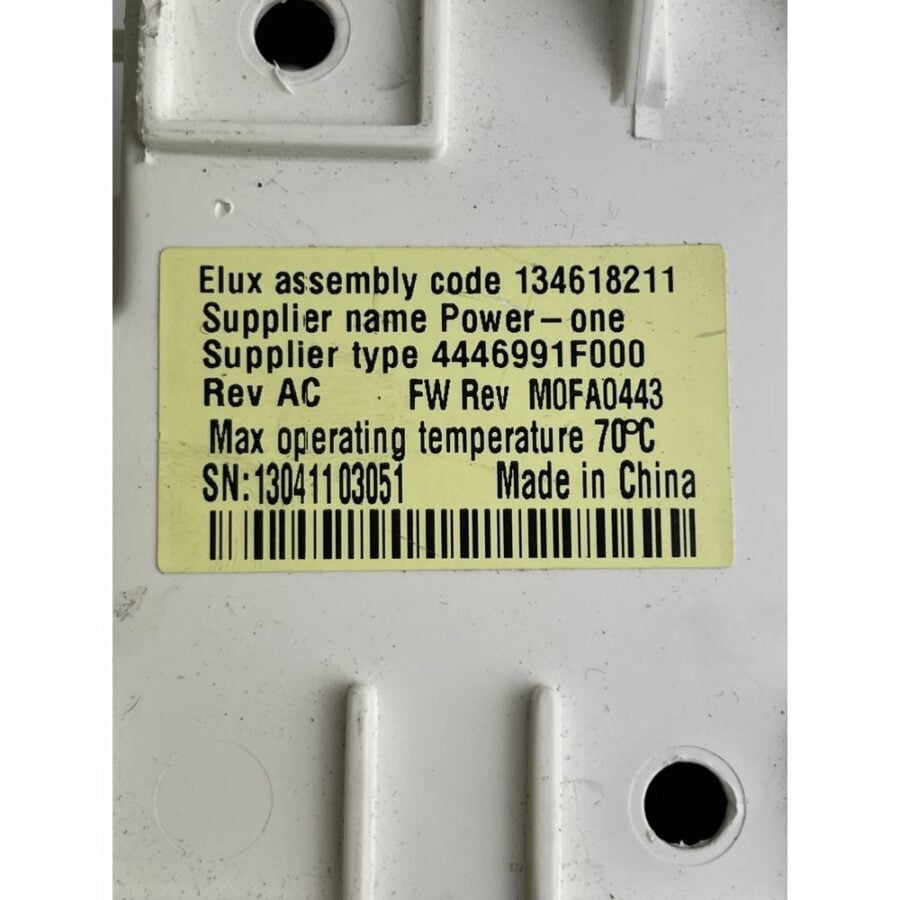 Elux assembly code 134618211
Supplier name Power-one
Supplier type 4446991F000
Rev AC FW Rev M0FA0443
Max operating temperature 70°C
SN:13041103051 Made in China